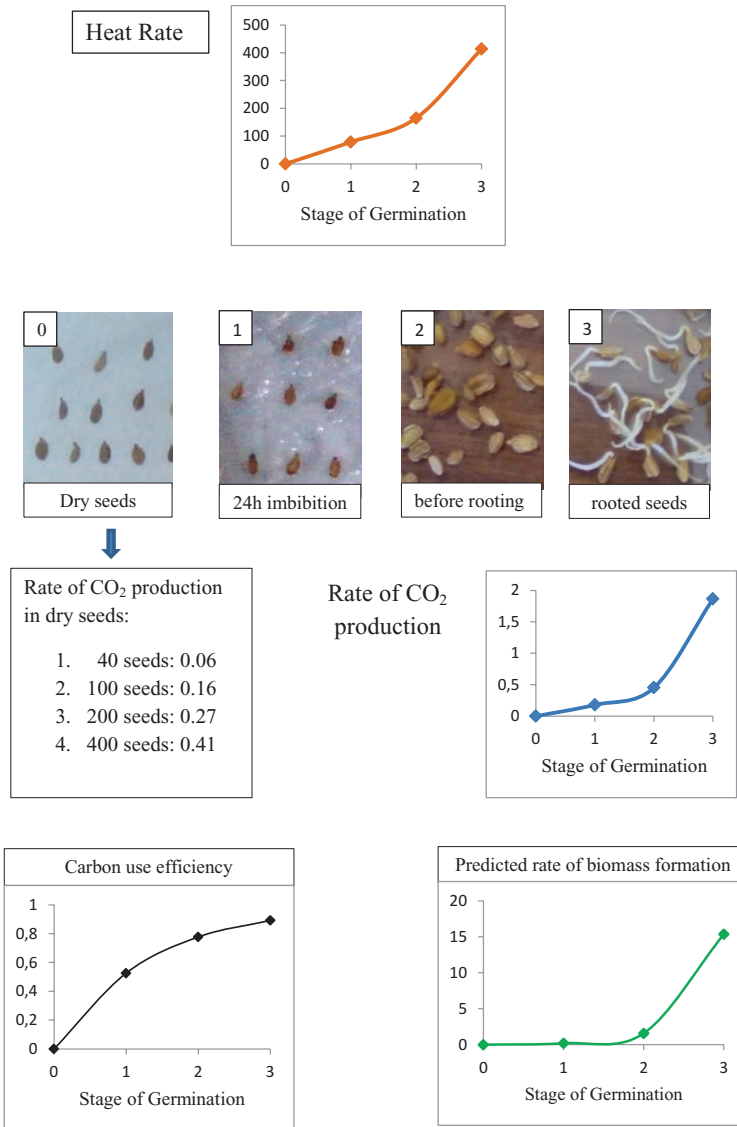 Heat Rate
500
400
300
200
100
0
0 1 2 3
Stage of Germination
0 1 2 3
Dry seeds 24h imbibition before rooting rooted seeds
Rate of CO₂ production
in dry seeds:
1. 40 seeds: 0.06
2. 100 seeds: 0.16
3. 200 seeds: 0.27
4. 400 seeds: 0.41
Rate of CO₂
production
2
1,5
1
0,5
0
0 1 2 3
Stage of Germination
Carbon use efficiency
1
0,8
0,6
0,4
0,2
0
0 1 2 3
Stage of Germination
Predicted rate of biomass formation
20
15
10
5
0
0 1 2 3
Stage of Germination